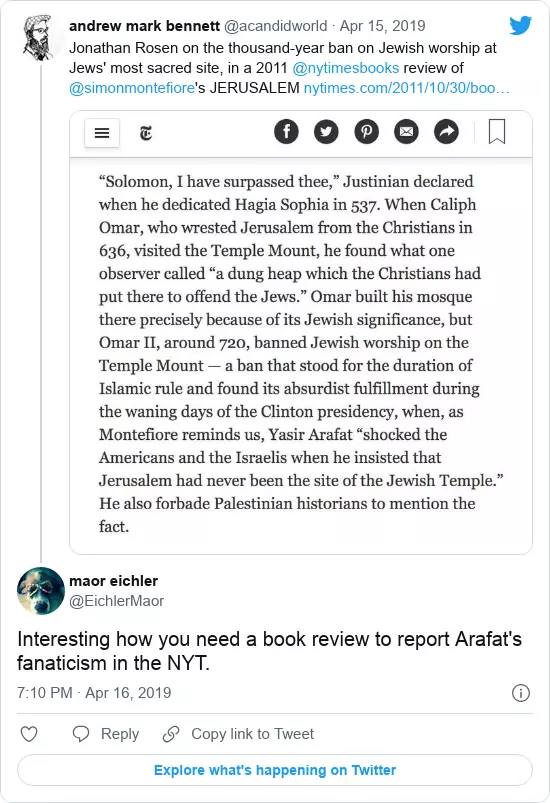 andrew mark bennett @acandidworld · Apr 15, 2019
Jonathan Rosen on the thousand-year ban on Jewish worship at
Jews' most sacred site, in a 2011 @nytimesbooks review of
@simonmontefiore's JERUSALEM nytimes.com/2011/10/30/boo…
“Solomon, I have surpassed thee,” Justinian declared
when he dedicated Hagia Sophia in 537. When Caliph
Omar, who wrested Jerusalem from the Christians in
636, visited the Temple Mount, he found what one
observer called “a dung heap which the Christians had
put there to offend the Jews.” Omar built his mosque
there precisely because of its Jewish significance, but
Omar II, around 720, banned Jewish worship on the
Temple Mount — a ban that stood for the duration of
Islamic rule and found its absurdist fulfillment during
the waning days of the Clinton presidency, when, as
Montefiore reminds us, Yasir Arafat “shocked the
Americans and the Israelis when he insisted that
Jerusalem had never been the site of the Jewish Temple.”
He also forbade Palestinian historians to mention the
fact.
maor eichler
@EichlerMaor
Interesting how you need a book review to report Arafat's
fanaticism in the NYT.
7:10 PM · Apr 16, 2019
Reply Copy link to Tweet
Explore what's happening on Twitter